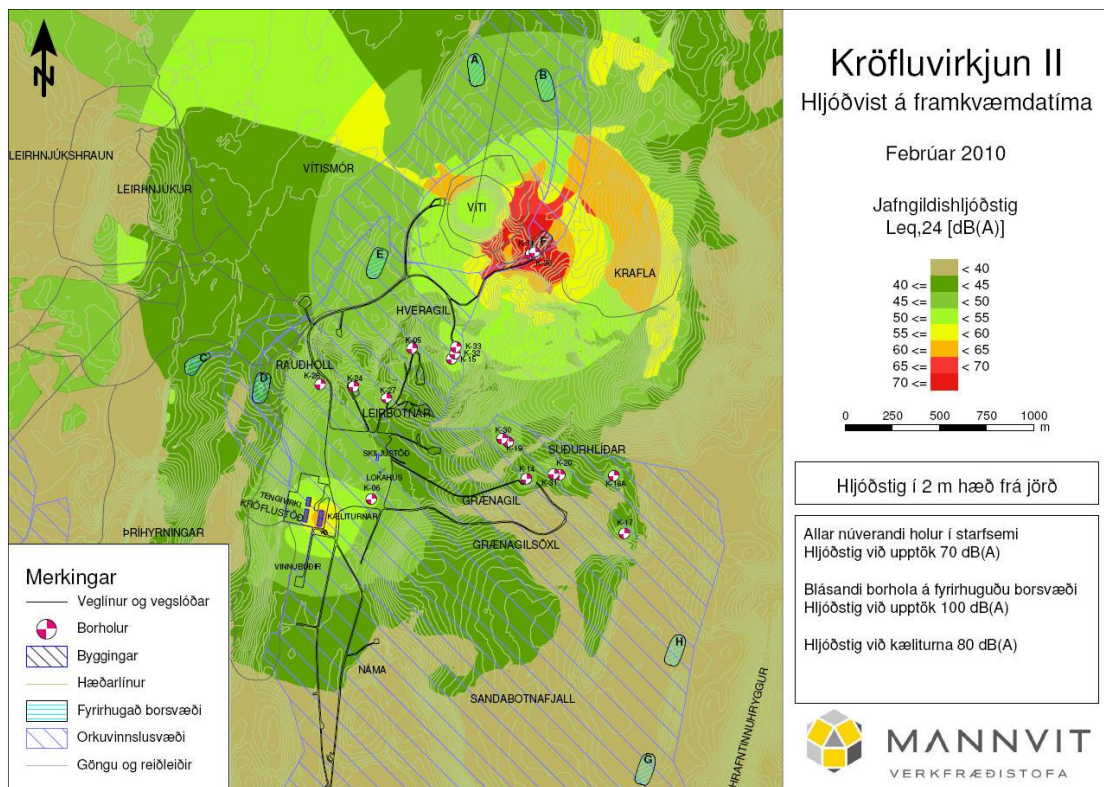 Kröfluvirkjun II
Hljóðvist á framkvæmdatíma
Febrúar 2010
Jafngildishljóðstig
Leq,24 [dB(A)]
< 40
40 <= < 45
45 <= < 50
50 <= < 55
55 <= < 60
60 <= < 65
65 <= < 70
70 <=
0 250 500 750 1000
m
Hljóðstig í 2 m hæð frá jörð
Allar núverandi holur í starfsemi
Hljóðstig við upptök 70 dB(A)
Blásandi borhola á fyrirhuguðu borsvæði
Hljóðstig við upptök 100 dB(A)
Hljóðstig við kæliturna 80 dB(A)
MANNVIT
VERKFRÆÐISTOFA
N
A
B
LEIRHNJÚKSHRAUN
VÍTISMÓR
LEIRHNJÚKUR
VÍTI
F
E
KRAFLA
HVERAGIL
K-05
K-33
K-32
K-15
C
RAUÐHÓLL
D
K-26
K-24
K-27
LEIRBOTNAR
K-30
K-19
SUÐURHLÍÐAR
SKILJUSTÖÐ
LOKAHUS
K-14
K-20
K-31
K-18A
K-06
GRÆNAGIL
TENGIVIRKI
KRÖFLUSTÖÐ
KÆLITURNAR
K-17
ÞRÍHYRNINGAR
GRÆNAGILSÖXL
VINNUBÚÐIR
H
NÁMA
SANDABOTNAFJALL
G
HRAFNTINNUHRYGGUR
Merkingar
Veglínur og vegslóðar
Borholur
Byggingar
Hæðarlínur
Fyrirhugað borsvæði
Orkuvinnslusvæði
Göngu og reiðleiðir